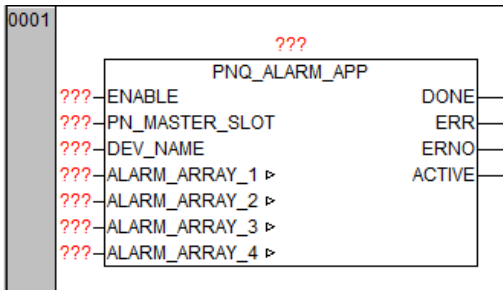 0001
???
PNQ_ALARM_APP
??? ENABLE DONE
??? PN_MASTER_SLOT ERR
??? DEV_NAME ERNO
??? ALARM_ARRAY_1 ACTIVE
??? ALARM_ARRAY_2
??? ALARM_ARRAY_3
??? ALARM_ARRAY_4